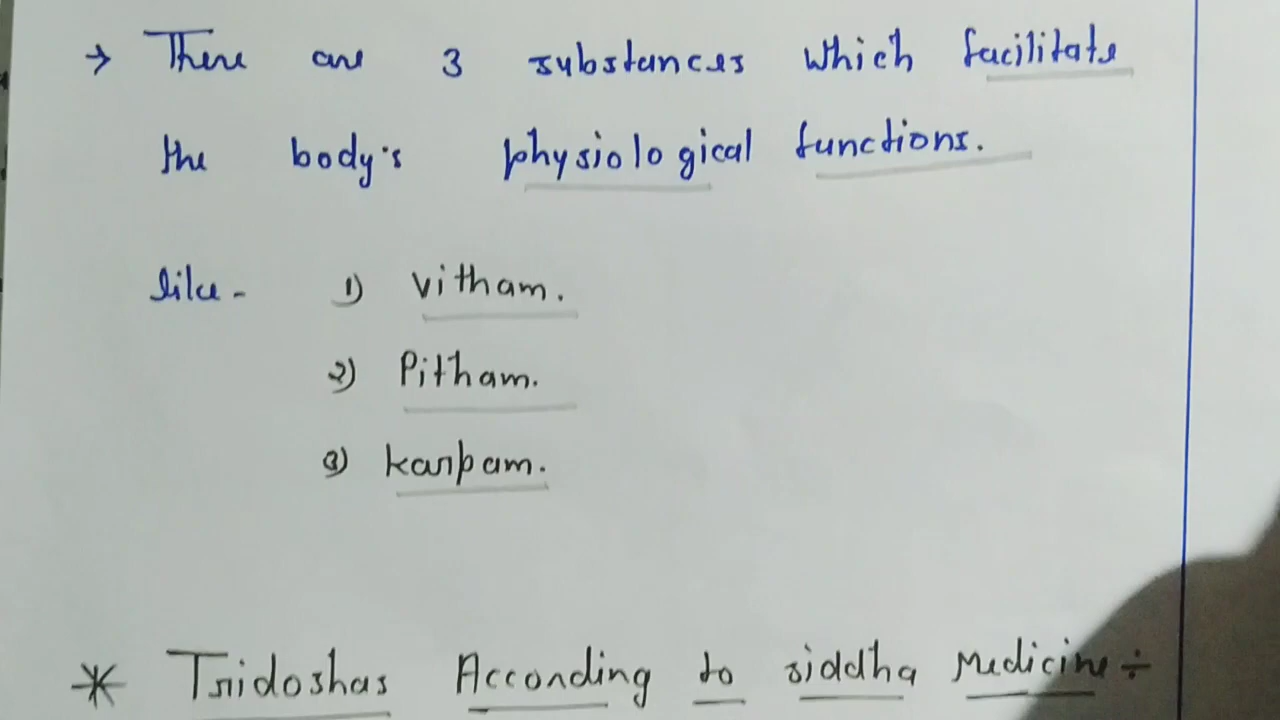 → There are 3 substances which facilitate
the body's physiological functions.
like - 1) Vitham.
2) Pitham.
3) karpam.
* Tridoshas According to siddha Medicine ÷